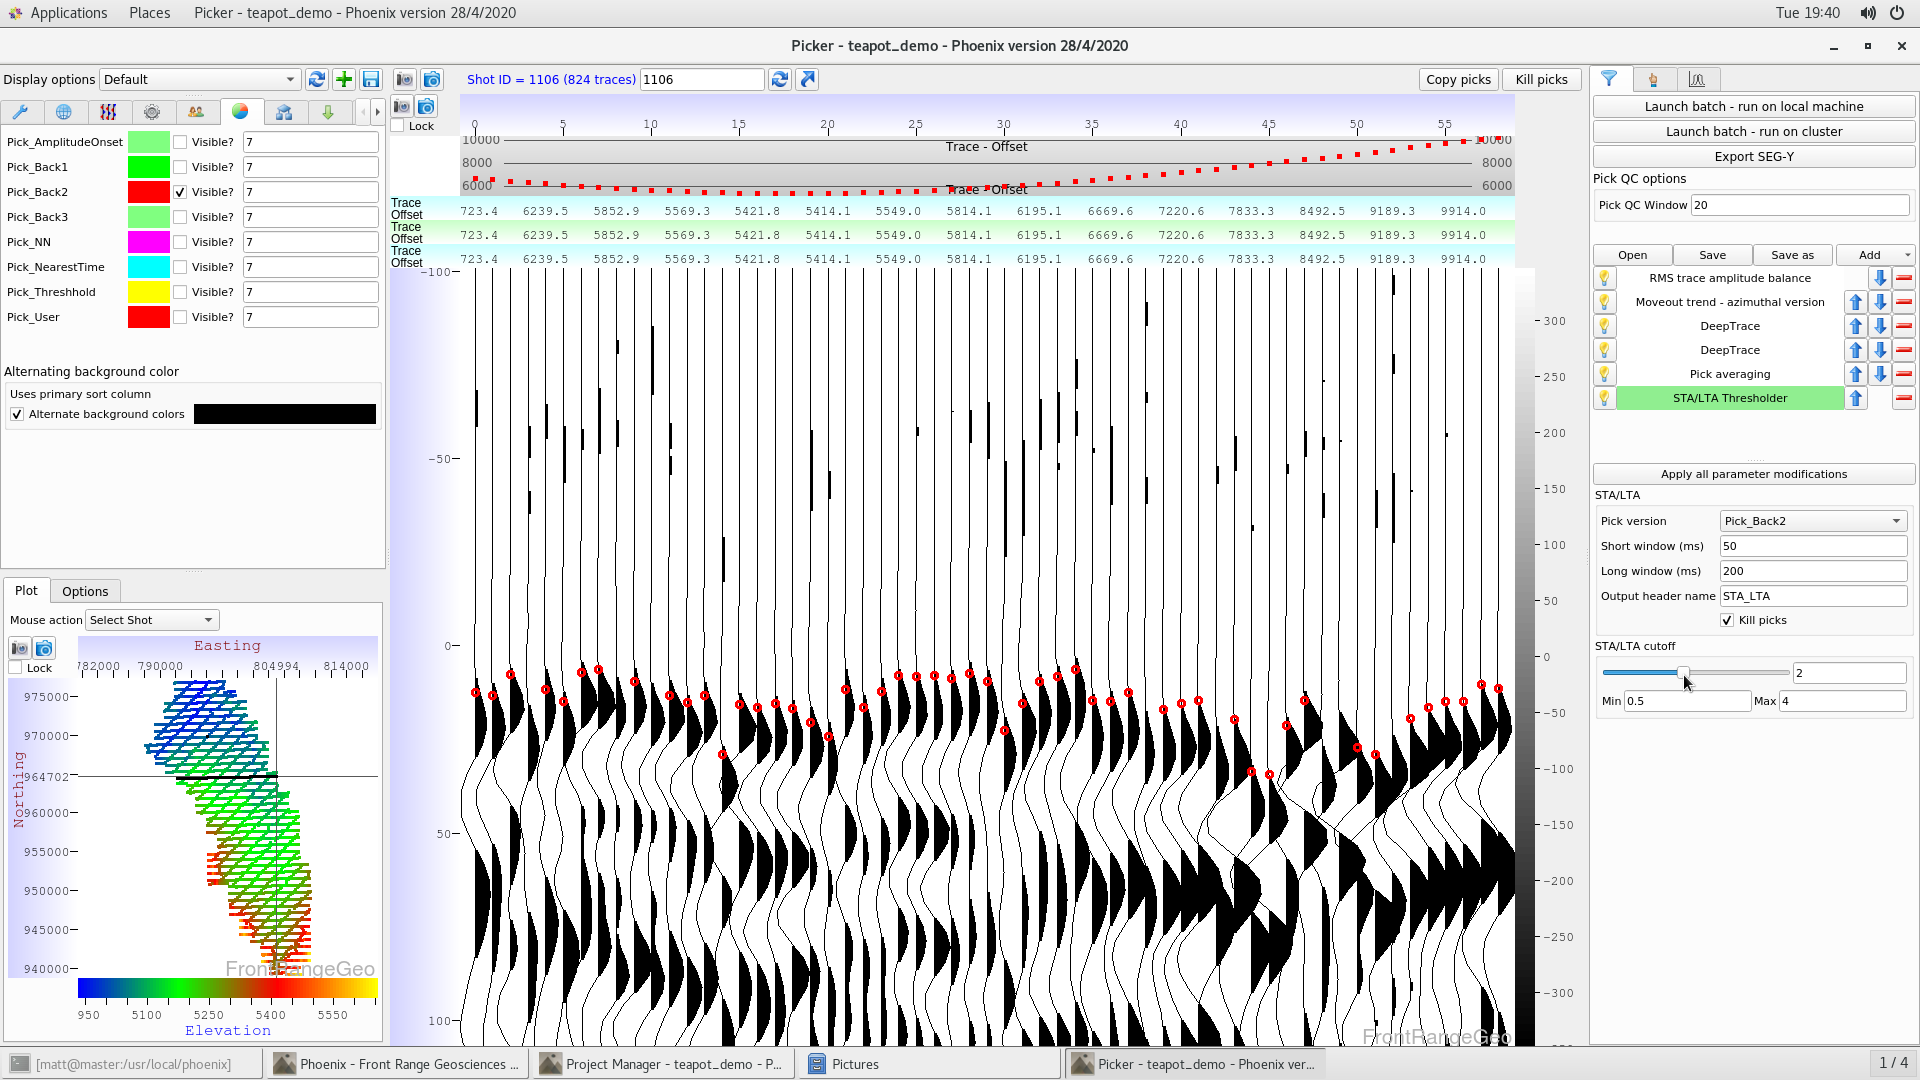 Applications Places Picker - teapot_demo - Phoenix version 28/4/2020 Tue 19:40
Picker - teapot_demo - Phoenix version 28/4/2020
Display options Default
Shot ID = 1106 (824 traces) 1106 Copy picks Kill picks
Lock
Pick_AmplitudeOnset Visible? 7
Pick_Back1 Visible? 7
Pick_Back2 Visible? 7
Pick_Back3 Visible? 7
Pick_NN Visible? 7
Pick_NearestTime Visible? 7
Pick_Threshhold Visible? 7
Pick_User Visible? 7
Alternating background color
Uses primary sort column
Alternate background colors
Plot Options
Mouse action Select Shot
Lock
Easting
782000 790000 804994 814000
Northing
975000
970000
964702
960000
955000
950000
945000
940000
FrontRangeGeo
950 5100 5250 5400 5550
Elevation
0 5 10 15 20 25 30 35 40 45 50 55
10000 Trace - Offset 10000
8000 8000
6000 Trace - Offset 6000
Trace
Offset 723.4 6239.5 5852.9 5569.3 5421.8 5414.1 5549.0 5814.1 6195.1 6669.6 7220.6 7833.3 8492.5 9189.3 9914.0
Trace
Offset 723.4 6239.5 5852.9 5569.3 5421.8 5414.1 5549.0 5814.1 6195.1 6669.6 7220.6 7833.3 8492.5 9189.3 9914.0
Trace
Offset 723.4 6239.5 5852.9 5569.3 5421.8 5414.1 5549.0 5814.1 6195.1 6669.6 7220.6 7833.3 8492.5 9189.3 9914.0
-100
-50
0
50
100
300
250
200
150
100
50
0
-50
-100
-150
-200
-250
-300
FrontRangeGeo
Launch batch - run on local machine
Launch batch - run on cluster
Export SEG-Y
Pick QC options
Pick QC Window 20
Open Save Save as Add
RMS trace amplitude balance
Moveout trend - azimuthal version
DeepTrace
DeepTrace
Pick averaging
STA/LTA Thresholder
Apply all parameter modifications
STA/LTA
Pick version Pick_Back2
Short window (ms) 50
Long window (ms) 200
Output header name STA_LTA
Kill picks
STA/LTA cutoff
2
Min 0.5 Max 4
[matt@master:/usr/local/phoenix] Phoenix - Front Range Geosciences ... Project Manager - teapot_demo - P... Pictures Picker - teapot_demo - Phoenix ver... 1 / 4